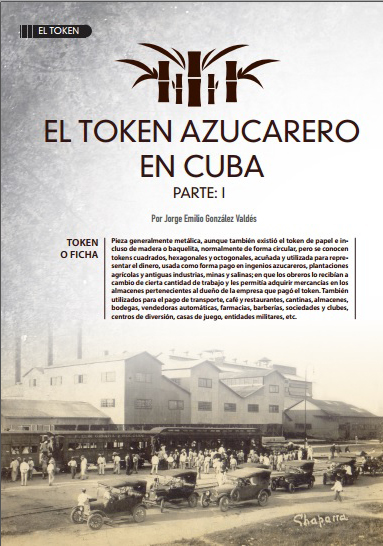 EL TOKEN
EL TOKEN AZUCARERO
EN CUBA
PARTE: I
Por Jorge Emilio González Valdés
TOKEN
O FICHA
Pieza generalmente metálica, aunque también existió el token de papel e in-
cluso de madera o baquelita, normalmente de forma circular, pero se conocen
tokens cuadrados, hexagonales y octogonales, acuñada y utilizada para repre-
sentar el dinero, usada como forma pago en ingenios azucareros, plantaciones
agrícolas y antiguas industrias, minas y salinas; en que los obreros lo recibían a
cambio de cierta cantidad de trabajo y les permitía adquirir mercancías en los
almacenes pertenecientes al dueño de la empresa que pagó el token. También
utilizados para el pago de transporte, café y restaurantes, cantinas, almacenes,
bodegas, vendedoras automáticas, farmacias, barberías, sociedades y clubes,
centros de diversión, casas de juego, entidades militares, etc.
Chaparra